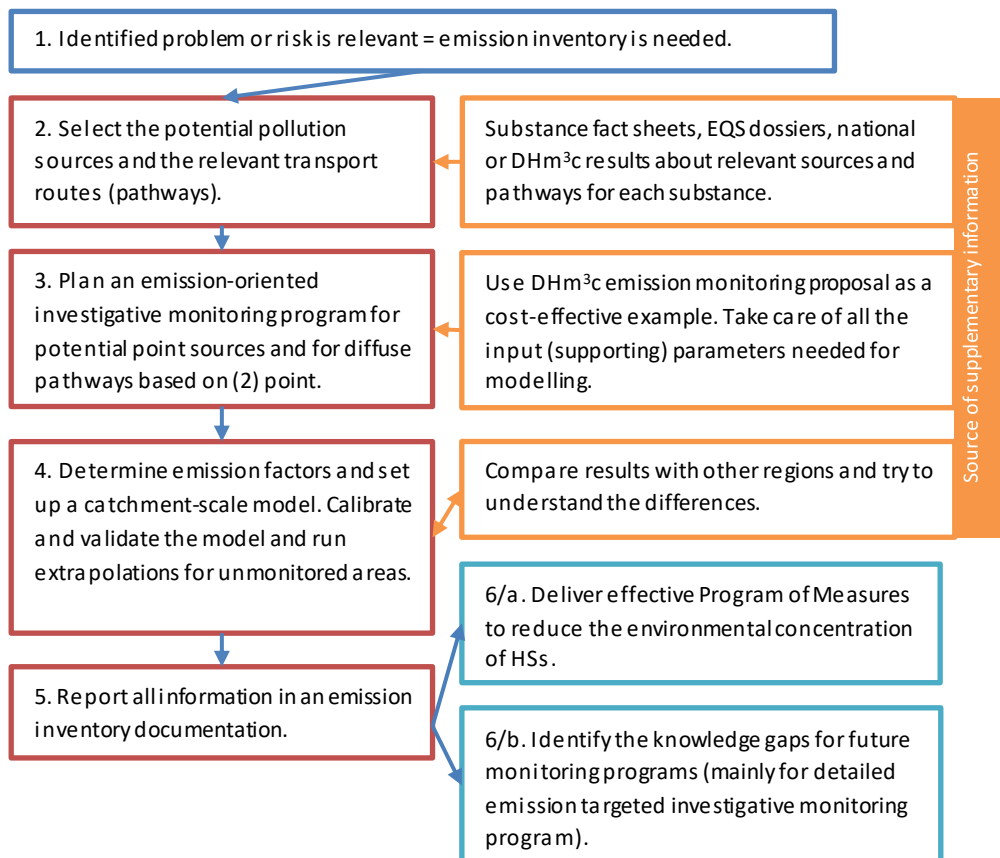 1. Identified problem or risk is relevant = emission inventory is needed.
2. Select the potential pollution
sources and the relevant transport
routes (pathways).
Substance fact sheets, EQS dossiers, national
or DHm³c results about relevant sources and
pathways for each substance.
3. Plan an emission-oriented
investigative monitoring program for
potential point sources and for diffuse
pathways based on (2) point.
Use DHm³c emission monitoring proposal as a
cost-effective example. Take care of all the
input (supporting) parameters needed for
modelling.
Source of supplementary information
4. Determine emission factors and set
up a catchment-scale model. Calibrate
and validate the model and run
extrapolations for unmonitored areas.
Compare results with other regions and try to
understand the differences.
5. Report all information in an emission
inventory documentation.
6/a. Deliver effective Program of Measures
to reduce the environmental concentration
of HSs.
6/b. Identify the knowledge gaps for future
monitoring programs (mainly for detailed
emission targeted investigative monitoring
program).